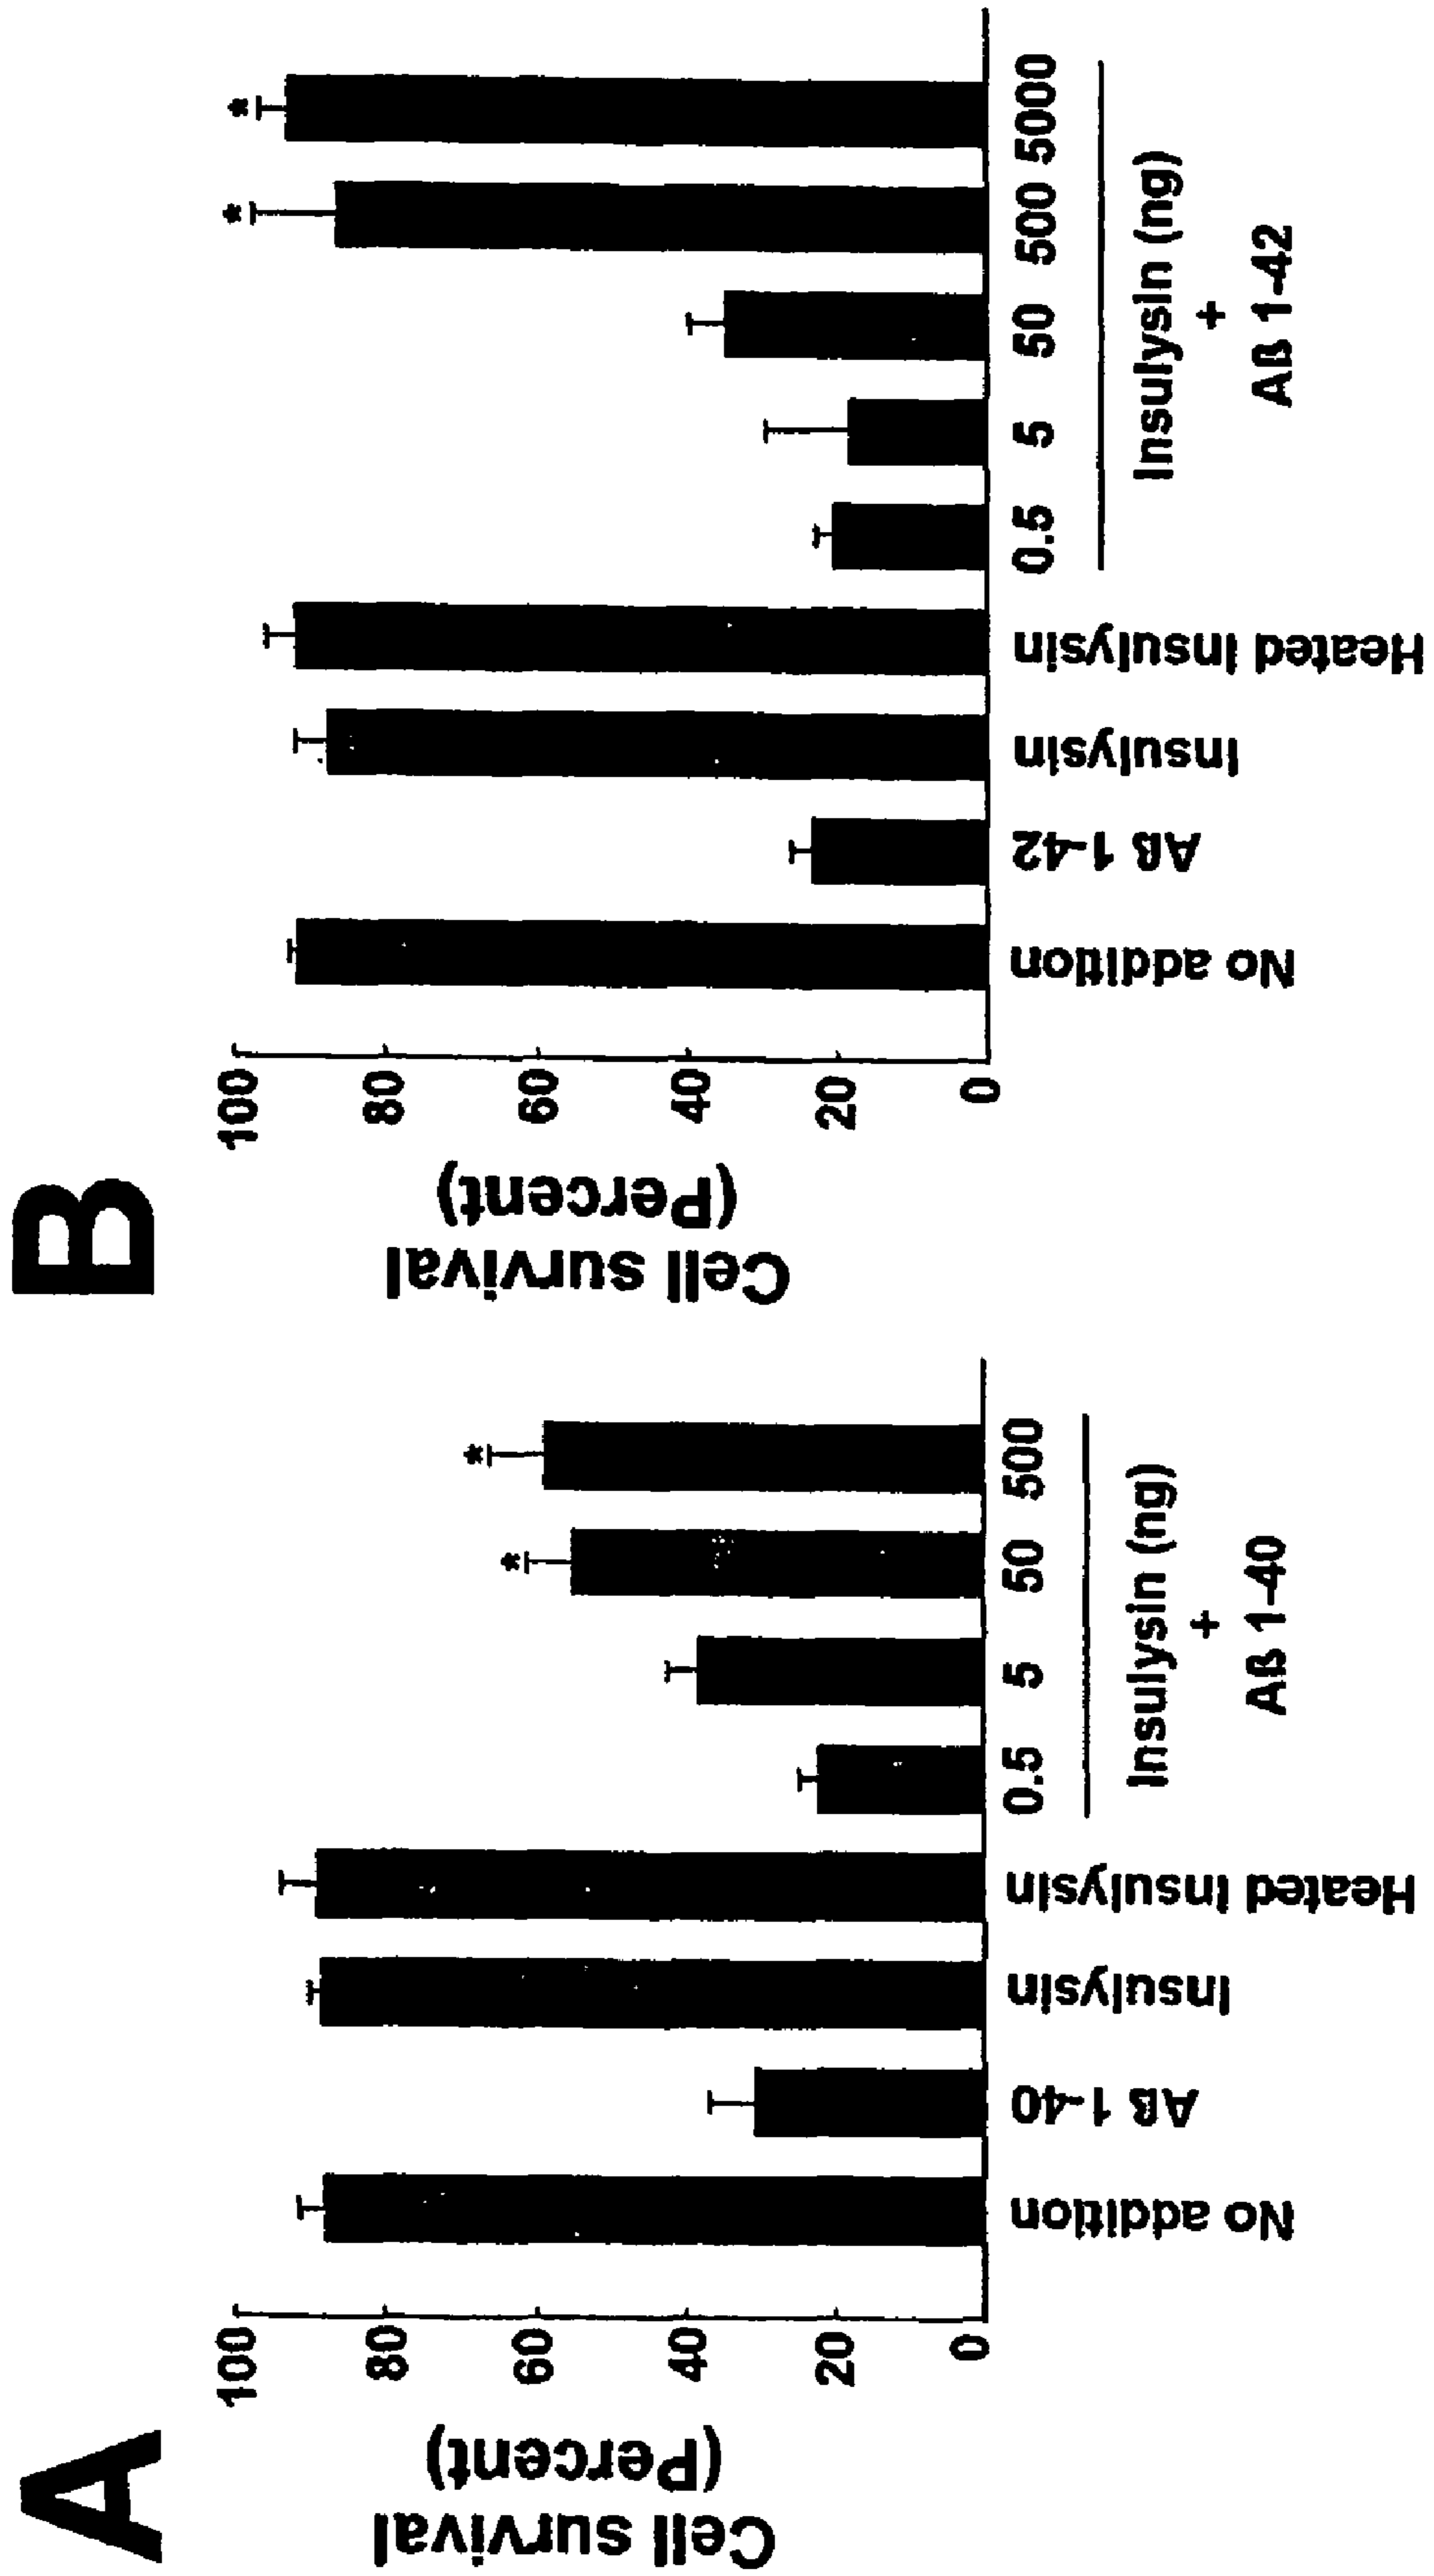 A
Cell survival
(Percent)
100
80
60
40
20
0
No addition
Aß 1-40
Insulysin
Heated insulysin
0.5 5 50 500
* *
Insulysin (ng)
+
Aß 1-40
B
Cell survival
(Percent)
100
80
60
40
20
0
No addition
Aß 1-42
Insulysin
Heated insulysin
0.5 5 50 500 5000
* *
Insulysin (ng)
+
Aß 1-42